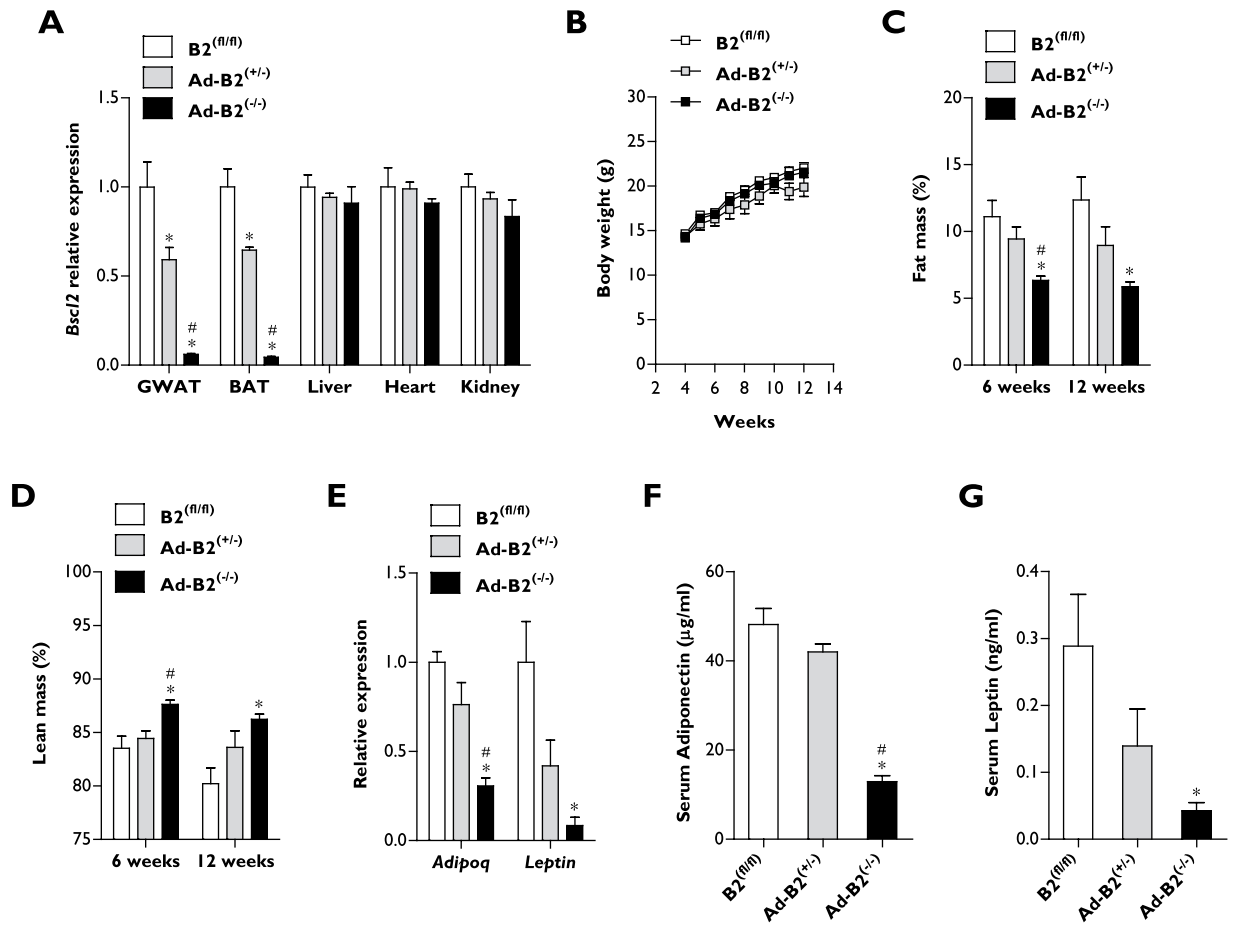 A
B2(fl/fl)
Ad-B2(+/-)
Ad-B2(-/-)
1.5
1.0
0.5
0.0
Bscl2 relative expression
*
# *
*
# *
GWAT BAT Liver Heart Kidney
B
B2(fl/fl)
Ad-B2(+/-)
Ad-B2(-/-)
30
25
20
15
10
5
0
Body weight (g)
2 4 6 8 10 12 14
Weeks
C
B2(fl/fl)
Ad-B2(+/-)
Ad-B2(-/-)
20
15
10
5
0
Fat mass (%)
#
*
*
6 weeks 12 weeks
D
B2(fl/fl)
Ad-B2(+/-)
Ad-B2(-/-)
100
95
90
85
80
75
Lean mass (%)
#
*
*
6 weeks 12 weeks
E
B2(fl/fl)
Ad-B2(+/-)
Ad-B2(-/-)
1.5
1.0
0.5
0.0
Relative expression
#
*
*
Adipoq Leptin
F
60
40
20
0
Serum Adiponectin (μg/ml)
#
*
B2(fl/fl) Ad-B2(+/-) Ad-B2(-/-)
G
0.4
0.3
0.2
0.1
0.0
Serum Leptin (ng/ml)
*
B2(fl/fl) Ad-B2(+/-) Ad-B2(-/-)